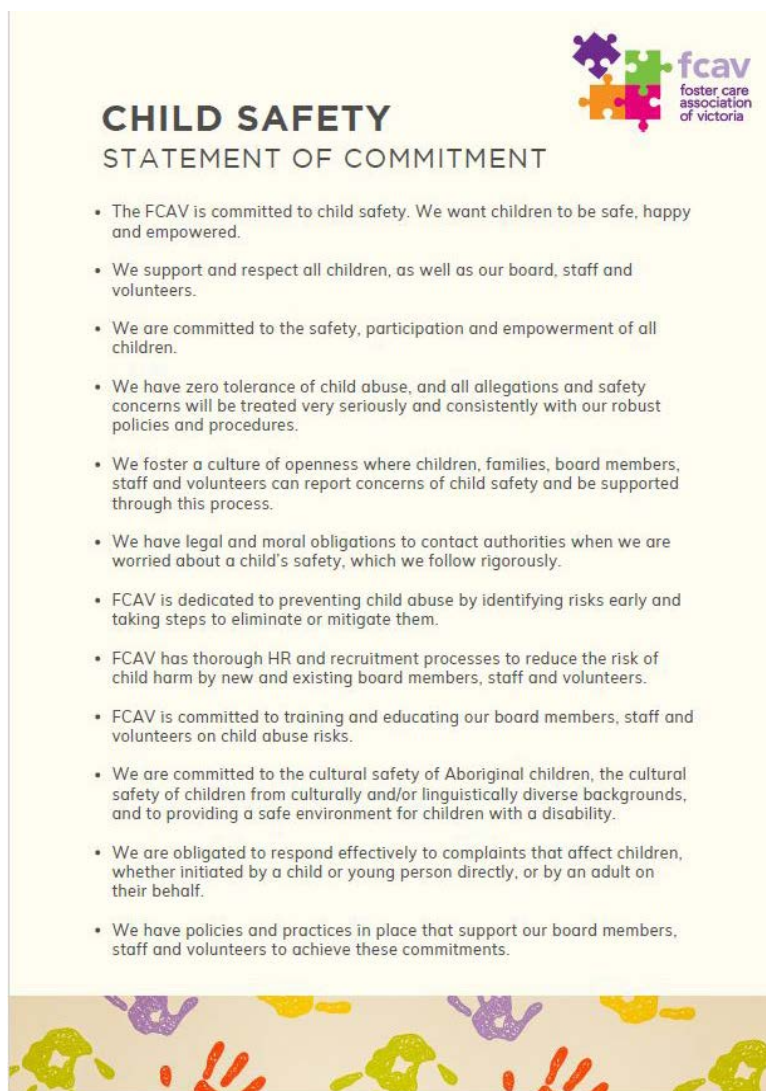 fcav
foster care
association
of victoria
CHILD SAFETY
STATEMENT OF COMMITMENT
• The FCAV is committed to child safety. We want children to be safe, happy
and empowered.
• We support and respect all children, as well as our board, staff and
volunteers.
• We are committed to the safety, participation and empowerment of all
children.
• We have zero tolerance of child abuse, and all allegations and safety
concerns will be treated very seriously and consistently with our robust
policies and procedures.
• We foster a culture of openness where children, families, board members,
staff and volunteers can report concerns of child safety and be supported
through this process.
• We have legal and moral obligations to contact authorities when we are
worried about a child's safety, which we follow rigorously.
• FCAV is dedicated to preventing child abuse by identifying risks early and
taking steps to eliminate or mitigate them.
• FCAV has thorough HR and recruitment processes to reduce the risk of
child harm by new and existing board members, staff and volunteers.
• FCAV is committed to training and educating our board members, staff and
volunteers on child abuse risks.
• We are committed to the cultural safety of Aboriginal children, the cultural
safety of children from culturally and/or linguistically diverse backgrounds,
and to providing a safe environment for children with a disability.
• We are obligated to respond effectively to complaints that affect children,
whether initiated by a child or young person directly, or by an adult on
their behalf.
• We have policies and practices in place that support our board members,
staff and volunteers to achieve these commitments.